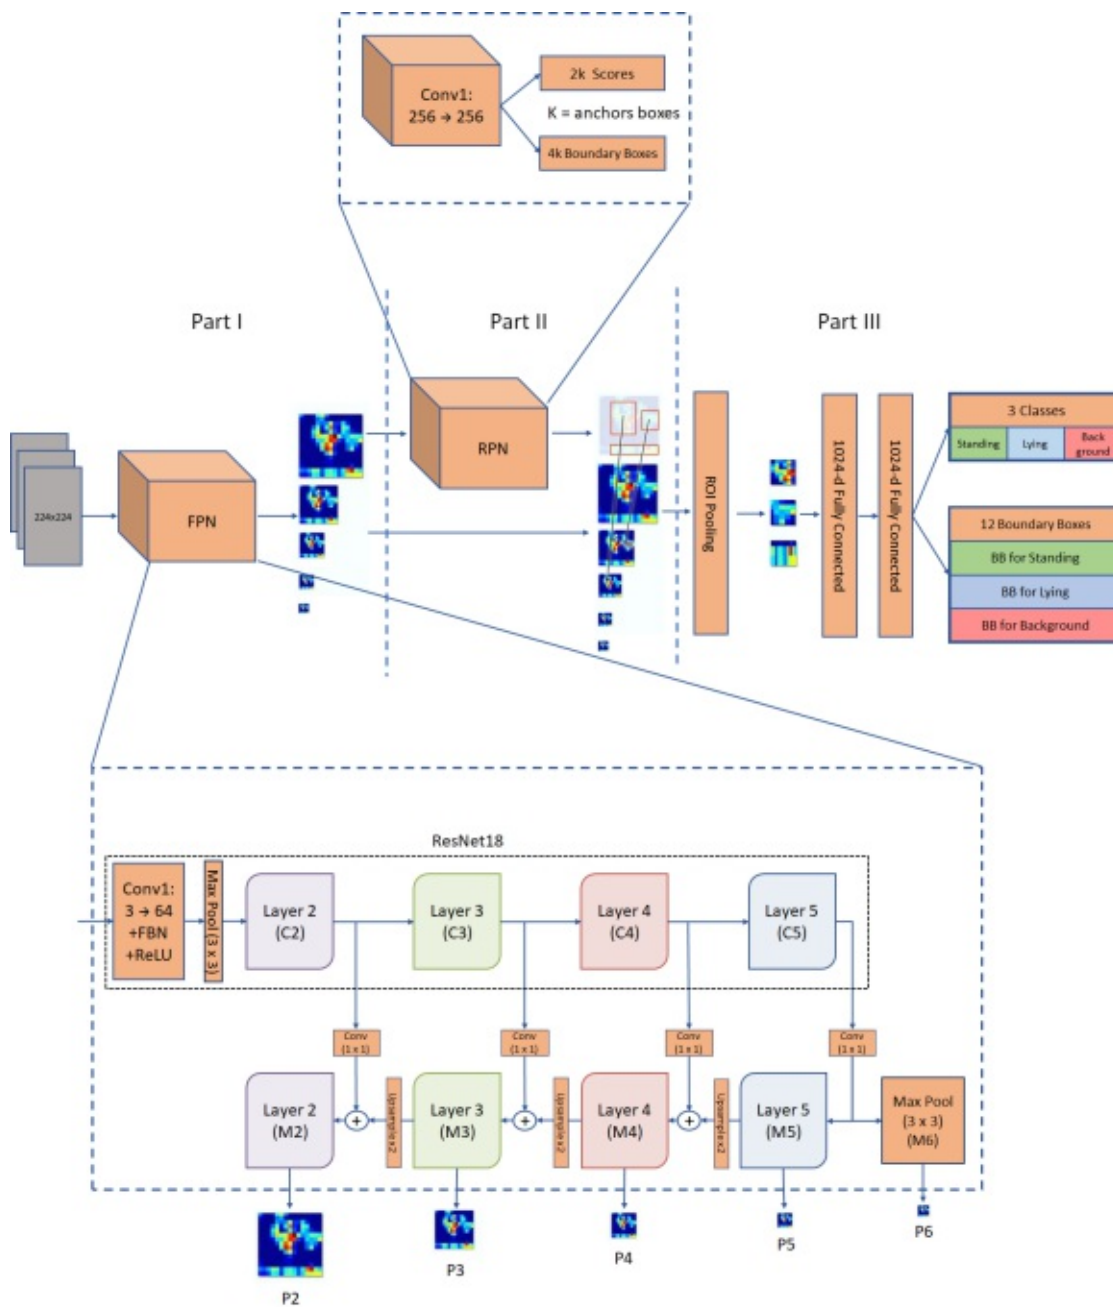 Conv1:
256 → 256
2k Scores
K = anchors boxes
4k Boundary Boxes
Part I
Part II
Part III
224x224
FPN
RPN
ROI Pooling
1024-d Fully Connected
1024-d Fully Connected
3 Classes
Standing
Lying
Back
ground
12 Boundary Boxes
BB for Standing
BB for Lying
BB for Background
ResNet18
Conv1:
3 → 64
+FBN
+ReLU
Max Pool (3 x 3)
Layer 2
(C2)
Layer 3
(C3)
Layer 4
(C4)
Layer 5
(C5)
Conv
(1 x 1)
Conv
(1 x 1)
Conv
(1 x 1)
Conv
(1 x 1)
Layer 2
(M2)
+
Upsample x 2
Layer 3
(M3)
+
Upsample x 2
Layer 4
(M4)
+
Upsample x 2
Layer 5
(M5)
Max Pool
(3 x 3)
(M6)
P2
P3
P4
P5
P6